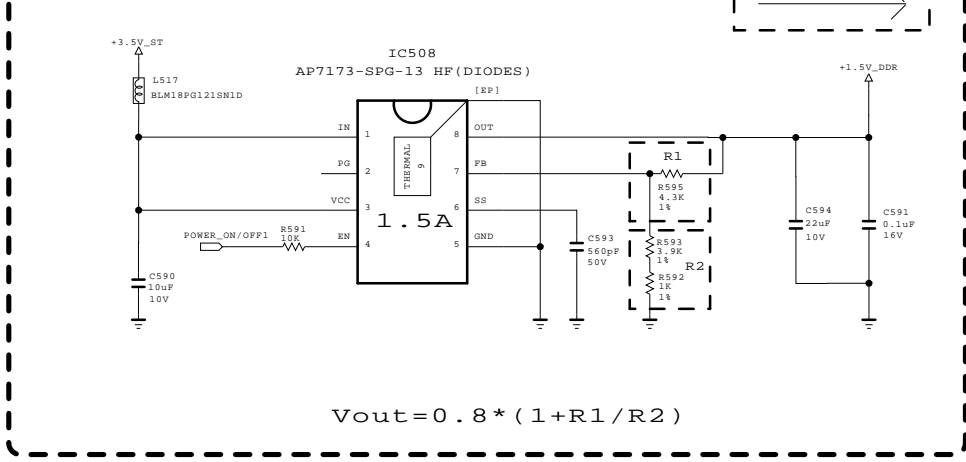 +3.5V_ST
L517
BLM18PG121SN1D
IC508
AP7173-SPG-13 HF(DIODES)
[EP]
+1.5V_DDR
IN
1
PG
2
VCC
3
EN
4
8
OUT
7
FB
6
SS
5
GND
THERMAL
9
1.5A
POWER_ON/OFF1
R591
10K
C590
10uF
10V
C593
560pF
50V
R1
R595
4.3K
1%
R593
3.9K
1%
R2
R592
1K
1%
C594
22uF
10V
C591
0.1uF
16V
Vout=0.8*(1+R1/R2)